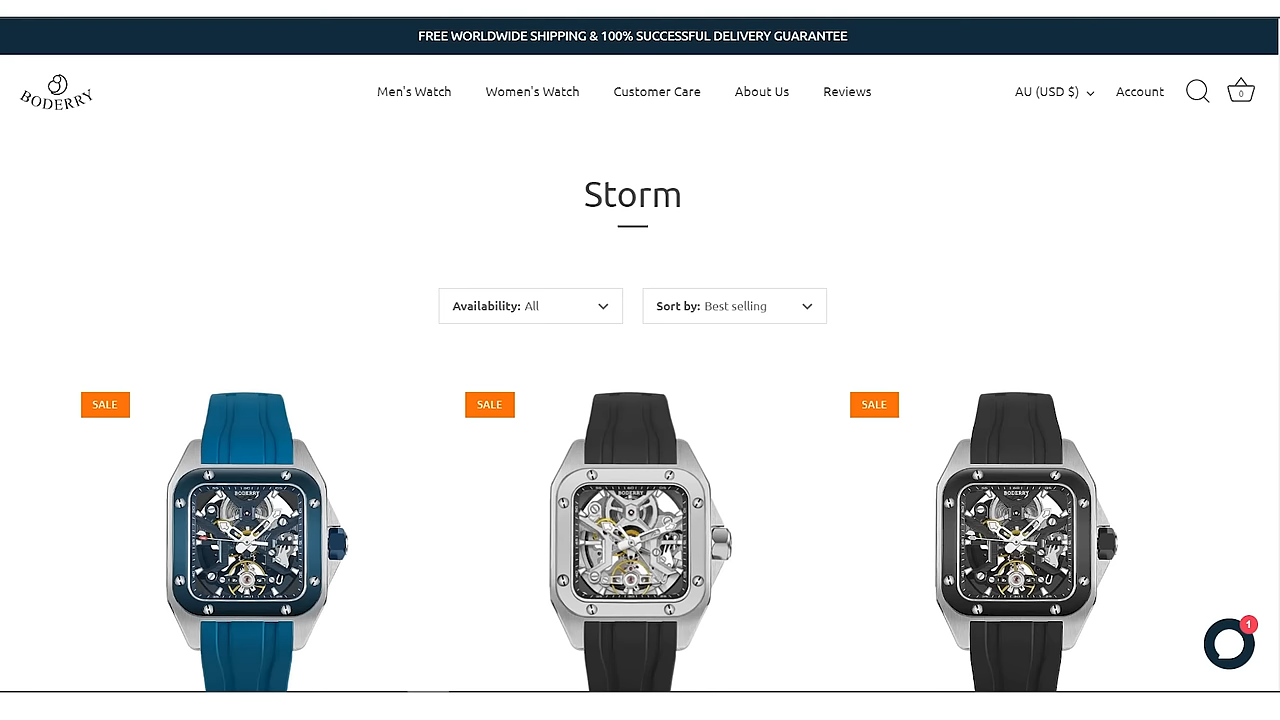 FREE WORLDWIDE SHIPPING & 100% SUCCESSFUL DELIVERY GUARANTEE
BODERRY
Men's Watch
Women's Watch
Customer Care
About Us
Reviews
AU (USD $)
Account
0
Storm
Availability: All
Sort by: Best selling
SALE
SALE
SALE
BODERRY
BODERRY
BODERRY
1